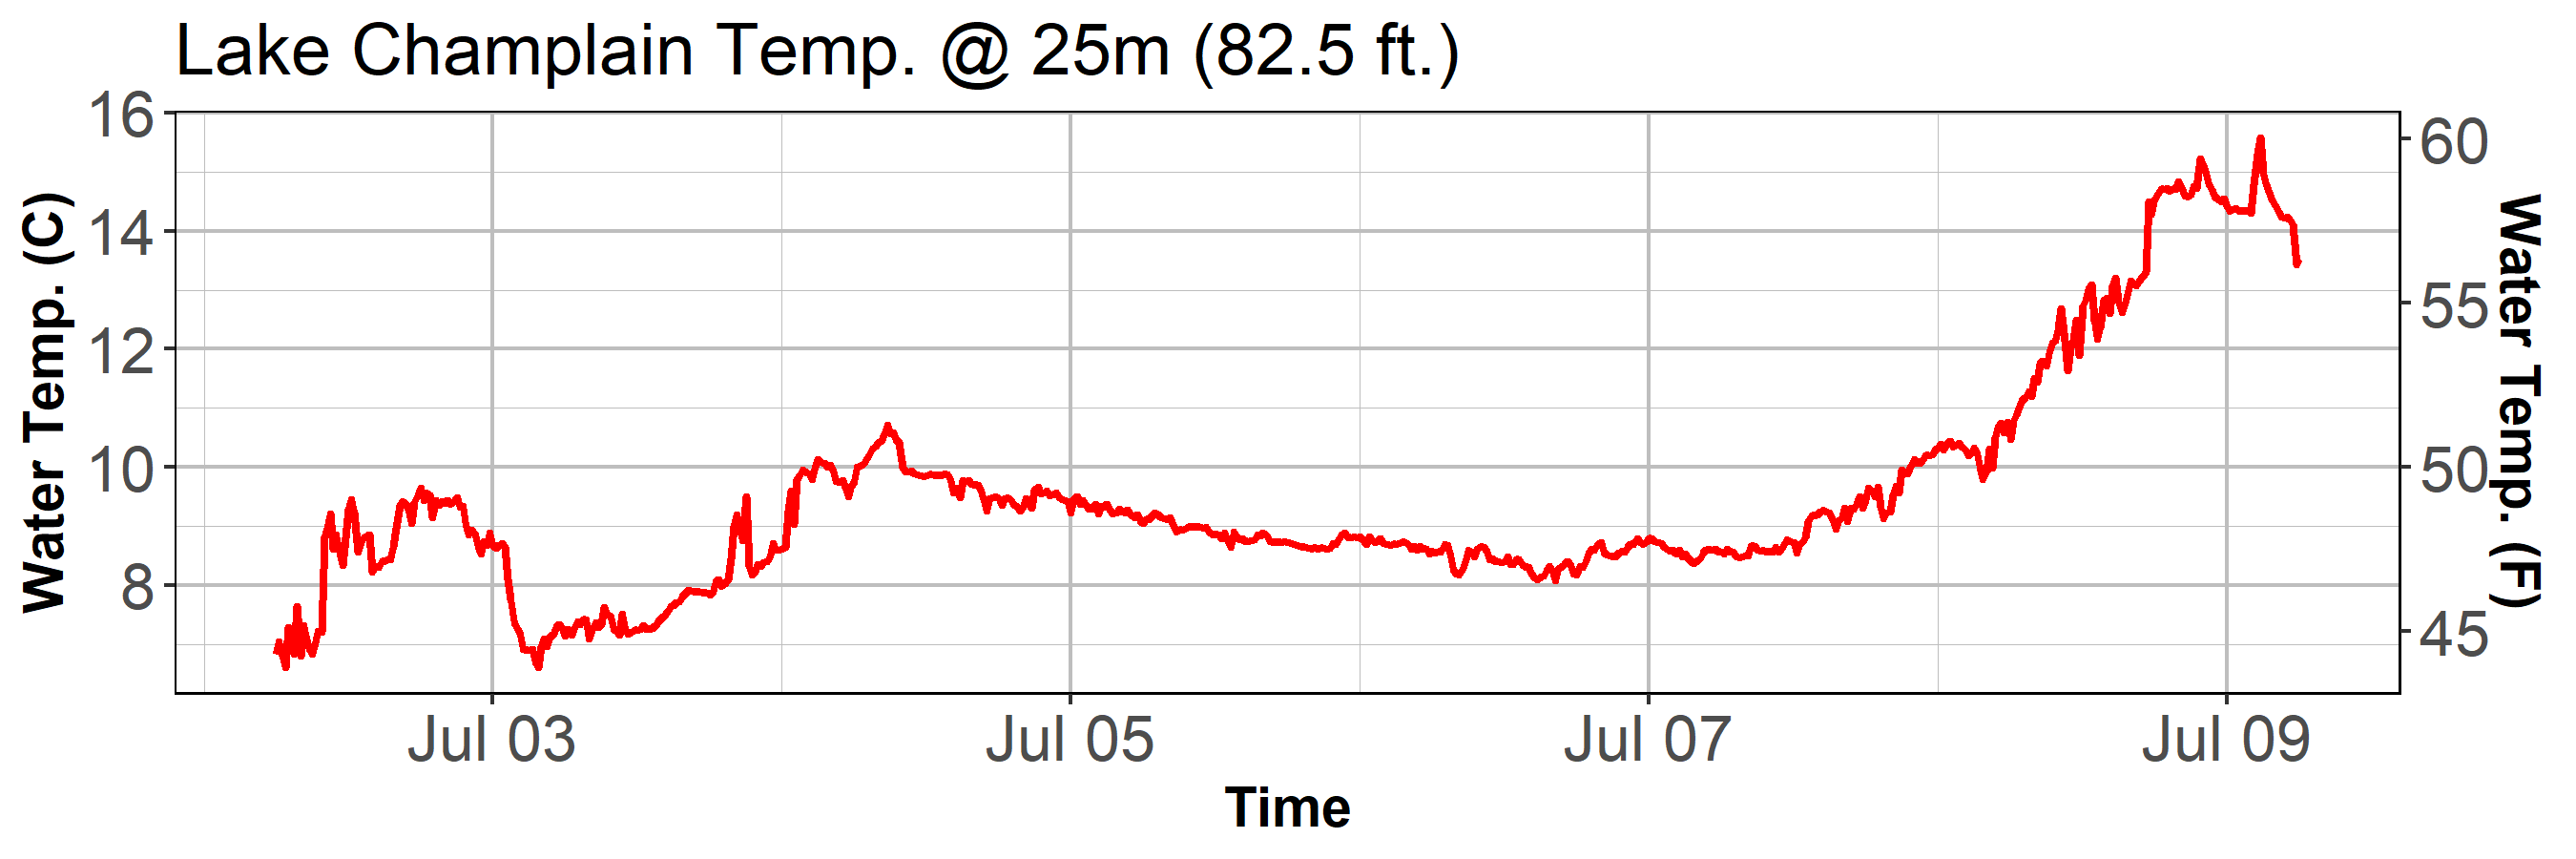 Lake Champlain Temp. @ 25m (82.5 ft.)
Water Temp. (C)
16
14
12
10
8
60
55
50
45
Water Temp. (F)
Jul 03
Jul 05
Jul 07
Jul 09
Time